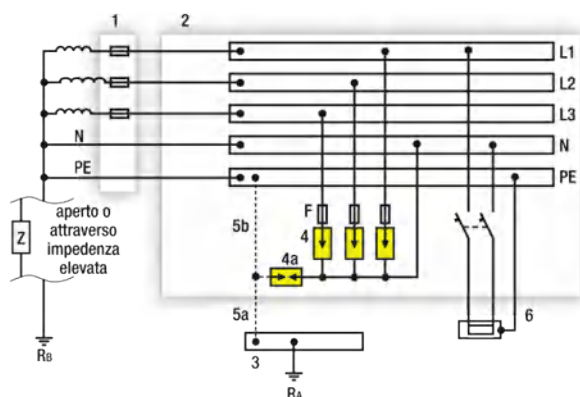 1
2
L1
L2
L3
N
N
PE
PE
aperto o
attraverso
impedenza
elevata
Z
F
4
5b
4a
5a
6
3
RB
RA